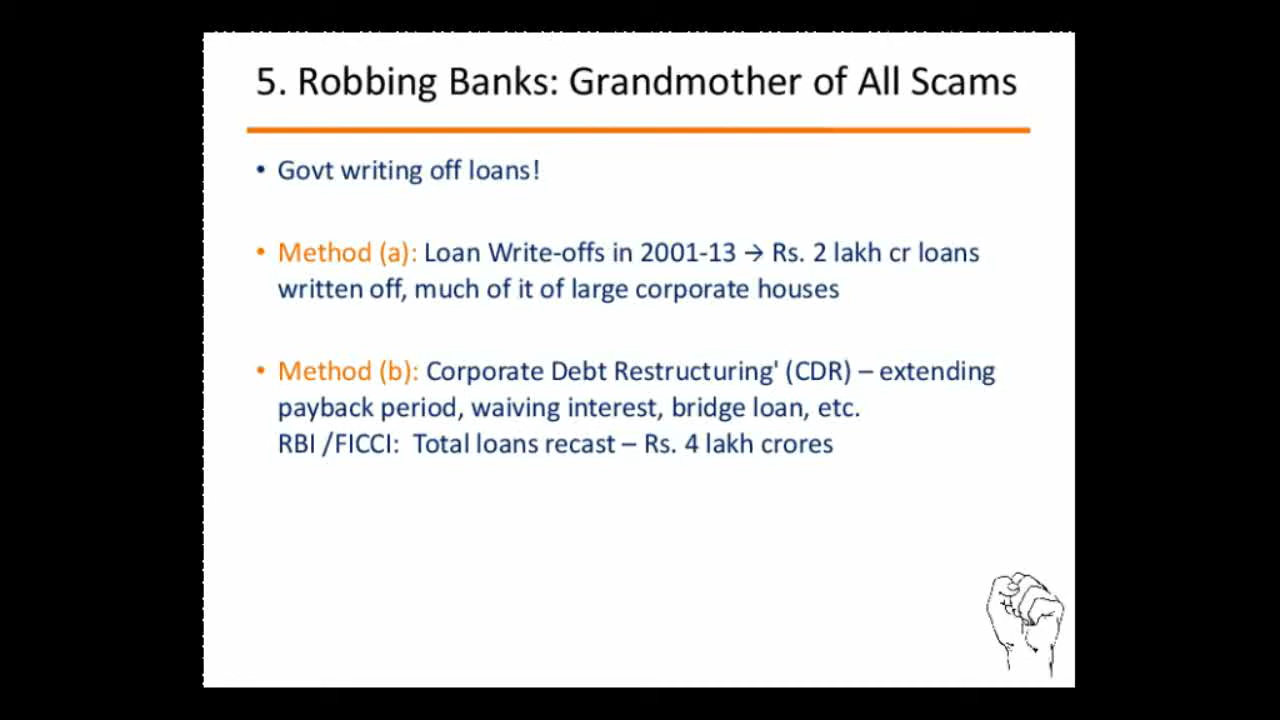 5. Robbing Banks: Grandmother of All Scams
• Govt writing off loans!
• Method (a): Loan Write-offs in 2001-13 → Rs. 2 lakh cr loans
written off, much of it of large corporate houses
• Method (b): Corporate Debt Restructuring' (CDR) – extending
payback period, waiving interest, bridge loan, etc.
RBI /FICCI: Total loans recast – Rs. 4 lakh crores